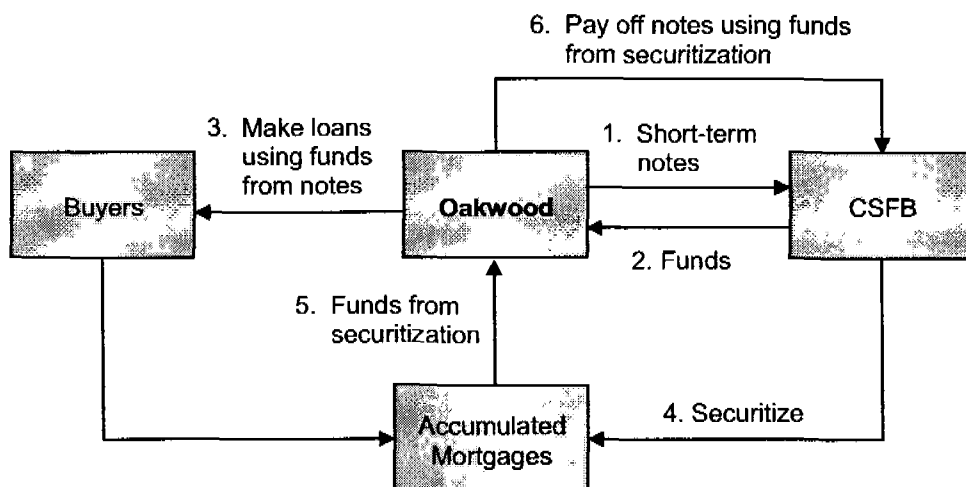 6. Pay off notes using funds
from securitization
3. Make loans
using funds
from notes
1. Short-term
notes
Buyers
Oakwood
CSFB
2. Funds
5. Funds from
securitization
4. Securitize
Accumulated
Mortgages